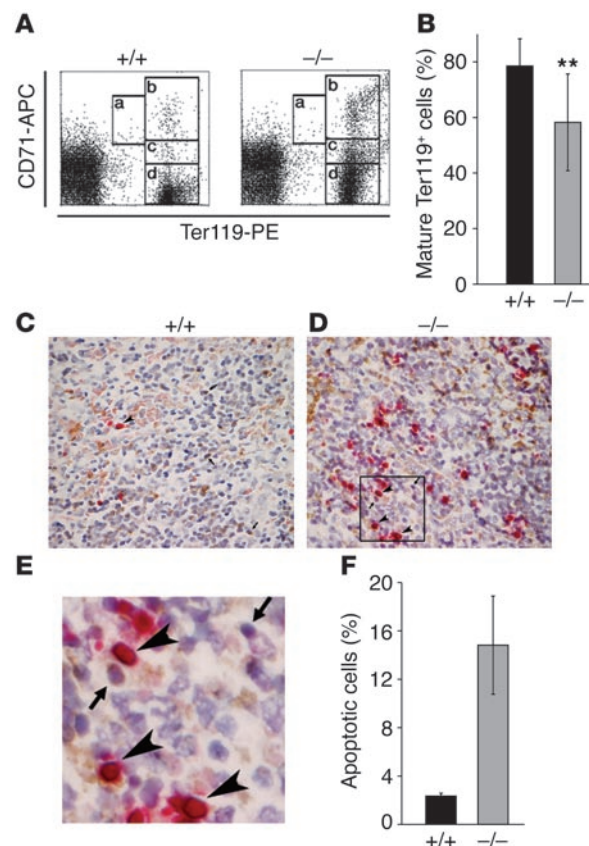 A
+/+
–/–
CD71-APC
a
b
c
d
a
b
c
d
Ter119-PE
B
Mature Ter119+ cells (%)
80
60
40
20
0
**
+/+
–/–
C
+/+
D
–/–
E
F
Apoptotic cells (%)
20
16
12
8
4
0
+/+
–/–